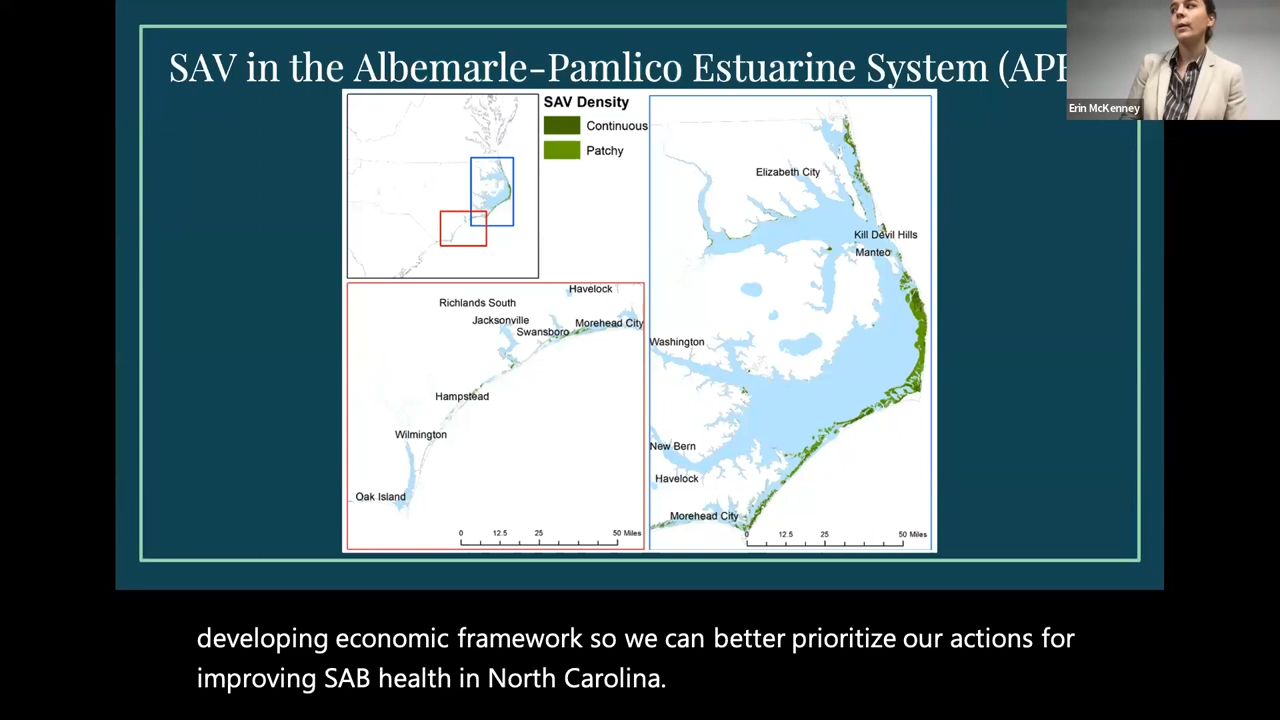 SAV in the Albemarle-Pamlico Estuarine System (APE
Erin McKenney
SAV Density
Continuous
Patchy
Elizabeth City
Kill Devil Hills
Manteo
Washington
New Bern
Havelock
Morehead City
0 12.5 25 50 Miles
Havelock
Richlands South
Jacksonville
Morehead City
Swansboro
Hampstead
Wilmington
Oak Island
0 12.5 25 50 Miles
developing economic framework so we can better prioritize our actions for
improving SAB health in North Carolina.